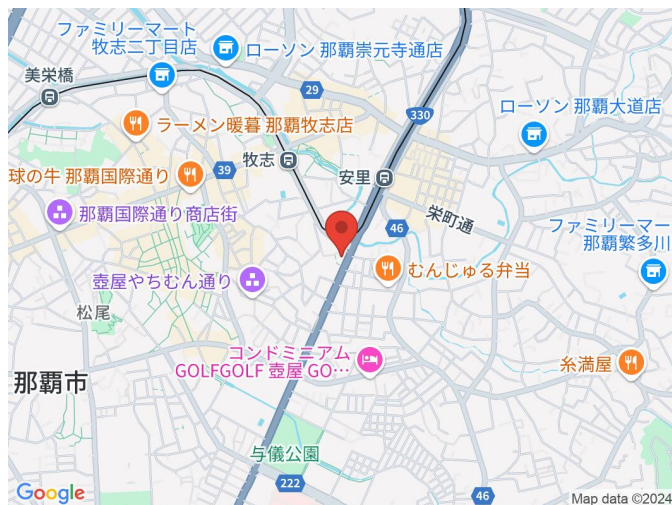 ファミリーマート
牧志二丁目店
ローソン 那覇崇元寺通店
美栄橋
29
330
ローソン 那覇大道店
ラーメン暖暮 那覇牧志店
牧志
安里
39
球の牛 那覇国際通り
栄町通
那覇国際通り商店街
46
ファミリーマー
那覇繁多川
壺屋やちむん通り
むんじゅる弁当
松尾
コンドミニアム
GOLFGOLF 壺屋 GO…
糸満屋
那覇市
与儀公園
222
46
Google
Map data ©2024